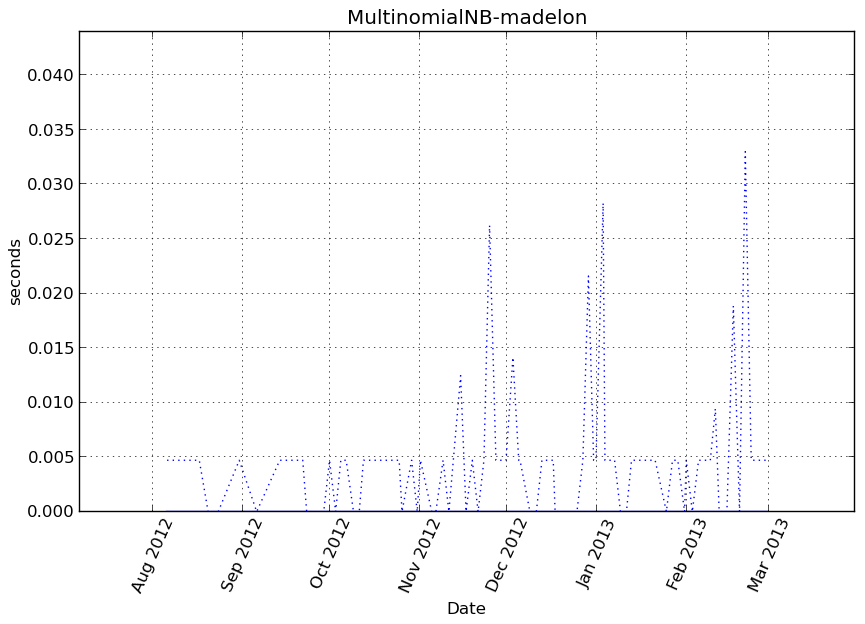 MultinomialNB-madelon
0.040
0.035
0.030
0.025
0.020
0.015
0.010
0.005
0.000
seconds
Aug 2012
Sep 2012
Oct 2012
Nov 2012
Dec 2012
Jan 2013
Feb 2013
Mar 2013
Date